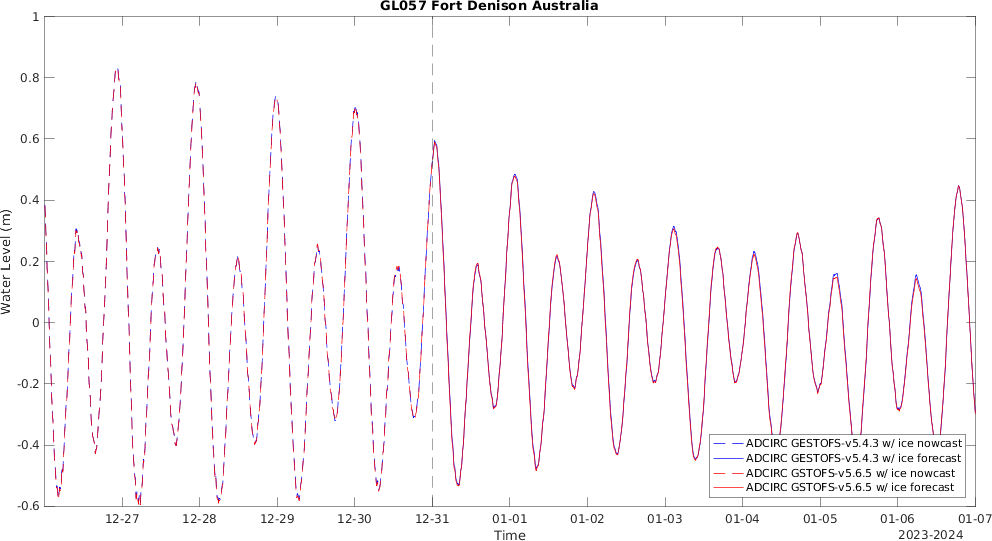 GL057 Fort Denison Australia
1
0.8
0.6
0.4
0.2
0
-0.2
-0.4
-0.6
Water Level (m)
ADCIRC GESTOFS-v5.4.3 w/ ice nowcast
ADCIRC GESTOFS-v5.4.3 w/ ice forecast
ADCIRC GSTOFS-v5.6.5 w/ ice nowcast
ADCIRC GSTOFS-v5.6.5 w/ ice forecast
12-27 12-28 12-29 12-30 12-31 01-01 01-02 01-03 01-04 01-05 01-06 01-07
Time
2023-2024